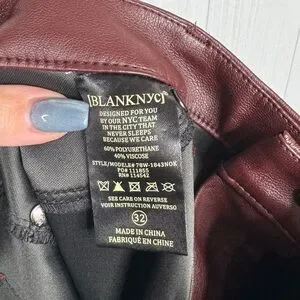 [BLANKNYC]
DESIGNED FOR YOU
BY OUR NYC TEAM
IN THE CITY THAT
NEVER SLEEPS
BECAUSE WE CARE
60% POLYURETHANE
40% VISCOSE
STYLE/MODELE# 78W-1843NOK
PO# 111855
RN# 114542
SEE CARE ON REVERSE
VOIR INSTRUCTION AU VERSO
32
MADE IN CHINA
FABRIQUÉ EN CHINE